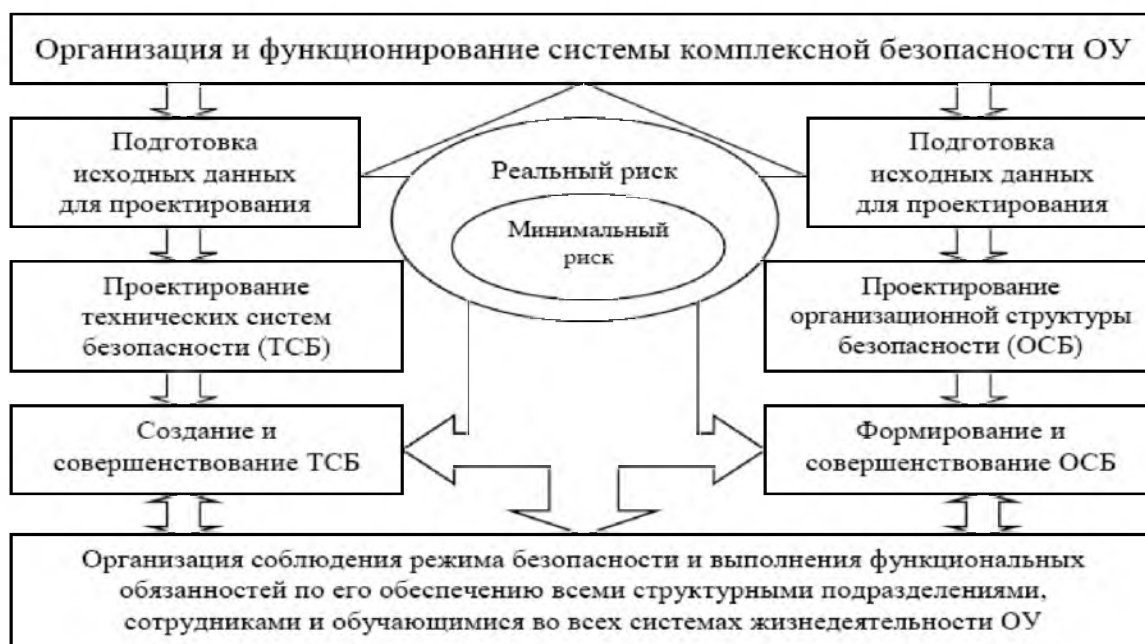 Организация и функционирование системы комплексной безопасности ОУ
Подготовка
исходных данных
для проектирования
Реальный риск
Минимальный
риск
Подготовка
исходных данных
для проектирования
Проектирование
технических систем
безопасности (ТСБ)
Проектирование
организационной структуры
безопасности (ОСБ)
Создание и
совершенствование ТСБ
Формирование и
совершенствование ОСБ
Организация соблюдения режима безопасности и выполнения функциональных
обязанностей по его обеспечению всеми структурными подразделениями,
сотрудниками и обучающимися во всех системах жизнедеятельности ОУ